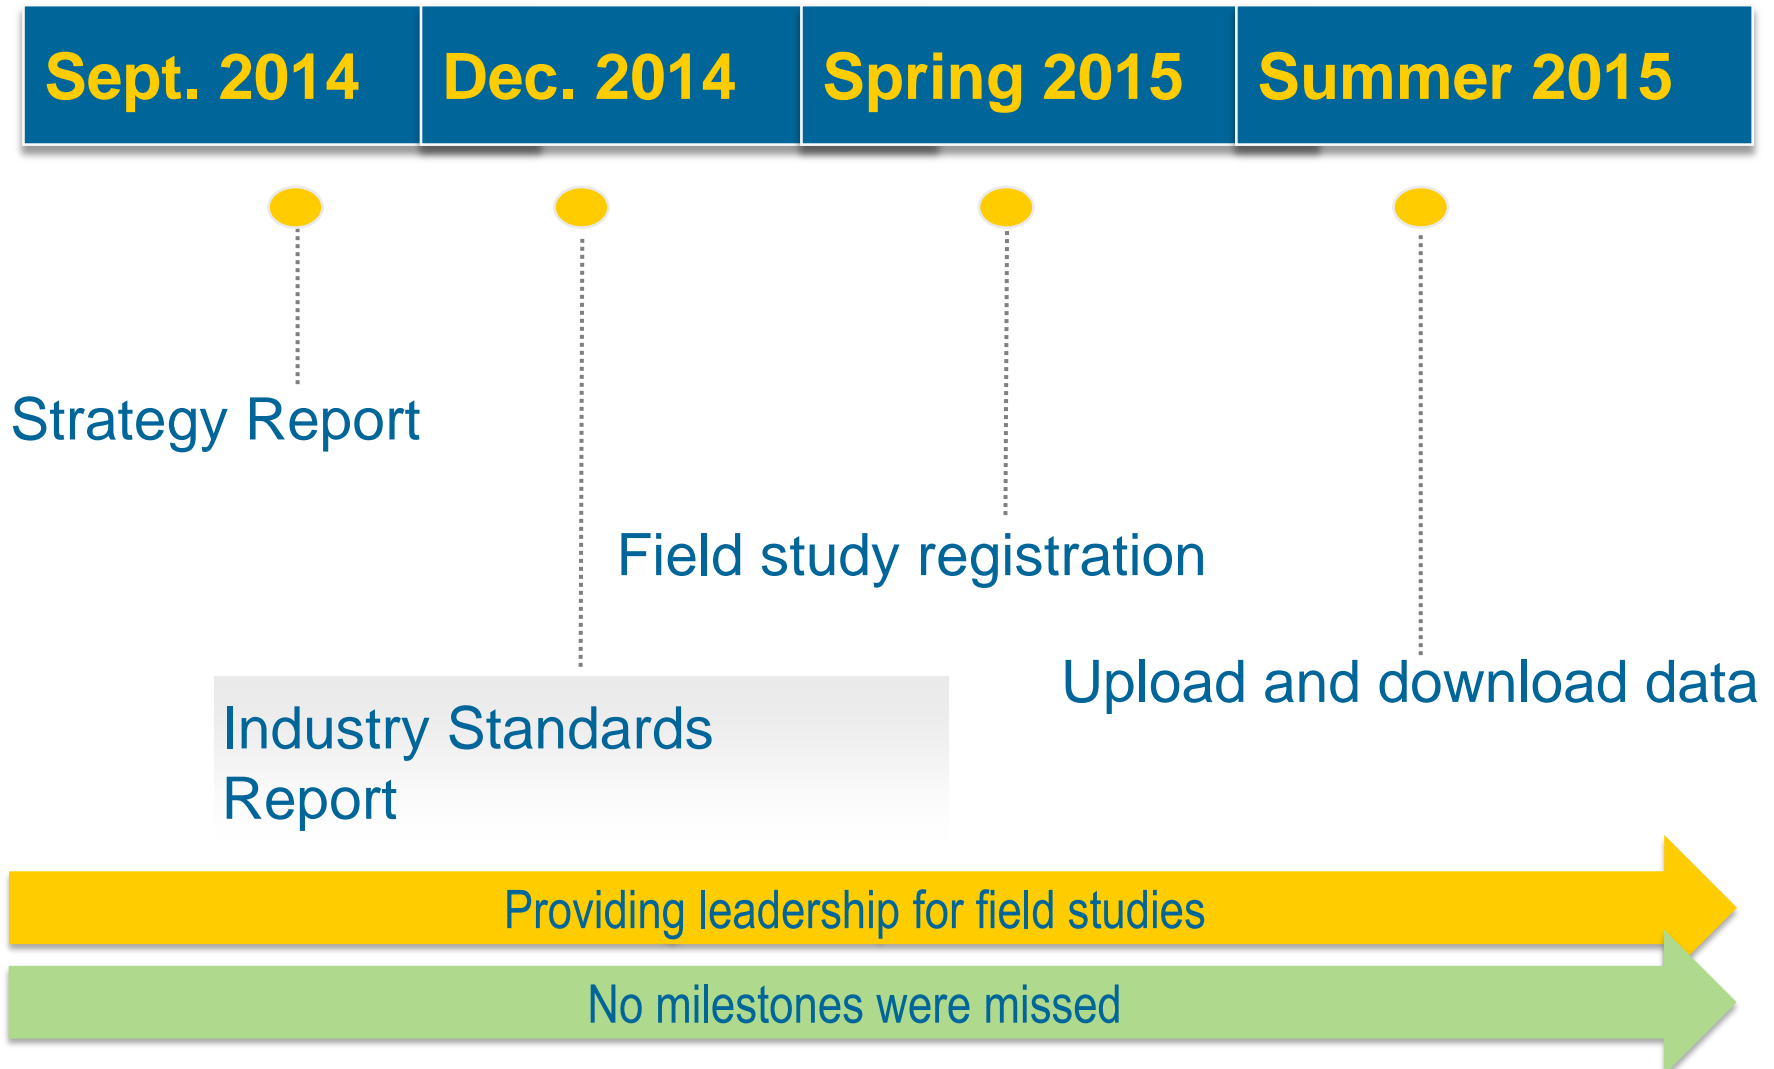 Sept. 2014
Dec. 2014
Spring 2015
Summer 2015
Strategy Report
Field study registration
Upload and download data
Industry Standards
Report
Providing leadership for field studies
No milestones were missed